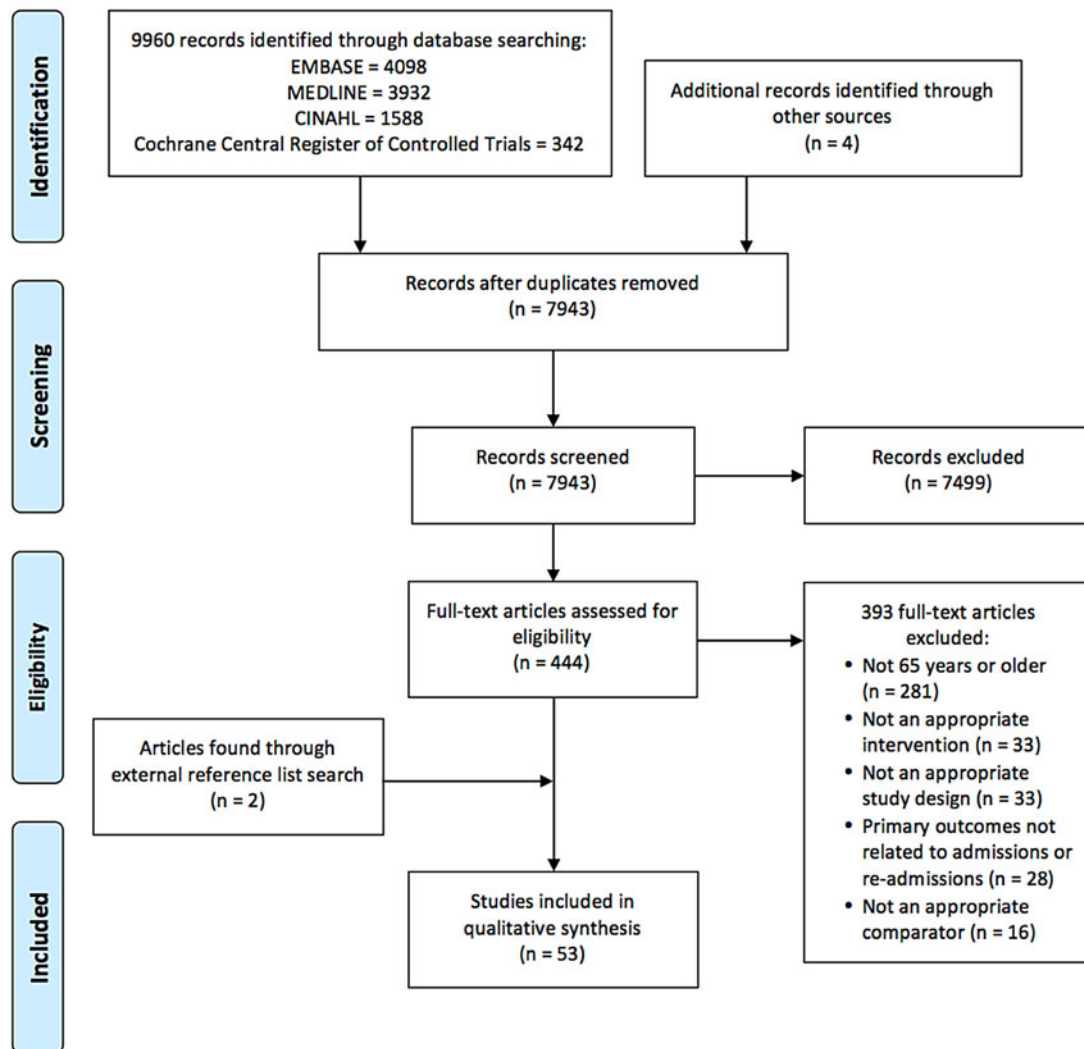 Identification
9960 records identified through database searching:
EMBASE = 4098
MEDLINE = 3932
CINAHL = 1588
Cochrane Central Register of Controlled Trials = 342
Additional records identified through
other sources
(n = 4)
Screening
Records after duplicates removed
(n = 7943)
Records screened
(n = 7943)
Records excluded
(n = 7499)
Eligibility
Full-text articles assessed for
eligibility
(n = 444)
393 full-text articles
excluded:
• Not 65 years or older
(n = 281)
• Not an appropriate
intervention (n = 33)
• Not an appropriate
study design (n = 33)
• Primary outcomes not
related to admissions or
re-admissions (n = 28)
• Not an appropriate
comparator (n = 16)
Articles found through
external reference list search
(n = 2)
Included
Studies included in
qualitative synthesis
(n = 53)